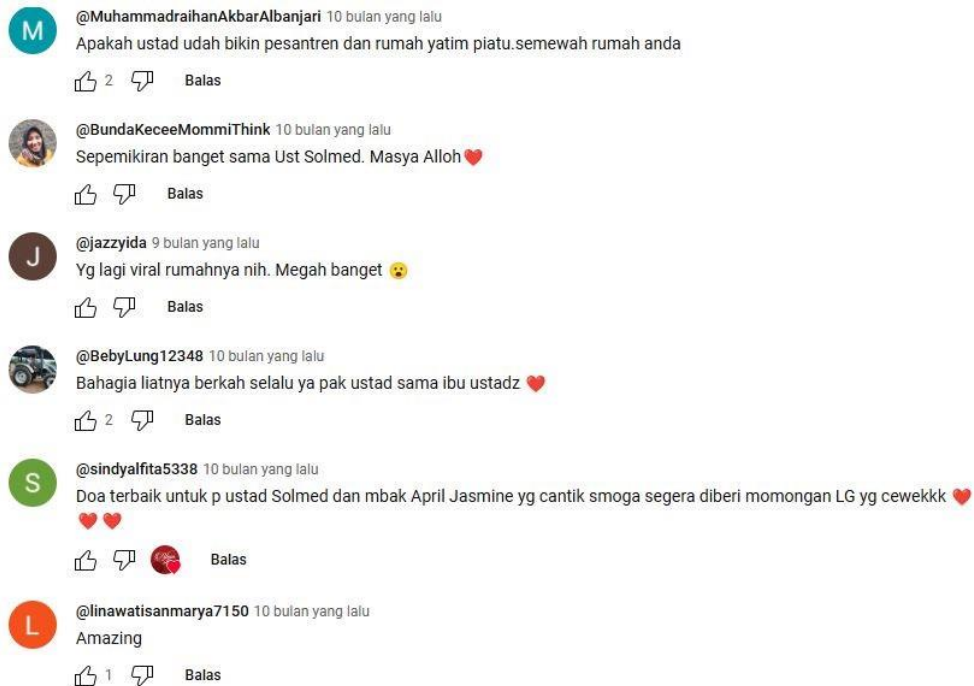 M
@MuhammadraihanAkbarAlbanjari 10 bulan yang lalu
Apakah ustad udah bikin pesantren dan rumah yatim piatu.semewah rumah anda
2 Balas
@BundaKeceeMommiThink 10 bulan yang lalu
Sepemikiran banget sama Ust Solmed. Masya Alloh❤️
Balas
J
@jazzyida 9 bulan yang lalu
Yg lagi viral rumahnya nih. Megah banget 😮
Balas
@BebyLung12348 10 bulan yang lalu
Bahagia liatnya berkah selalu ya pak ustad sama ibu ustadz ❤️
2 Balas
S
@sindyalfita5338 10 bulan yang lalu
Doa terbaik untuk p ustad Solmed dan mbak April Jasmine yg cantik smoga segera diberi momongan LG yg cewekkk ❤️
❤️❤️
Balas
L
@linawatisanmarya7150 10 bulan yang lalu
Amazing
1 Balas